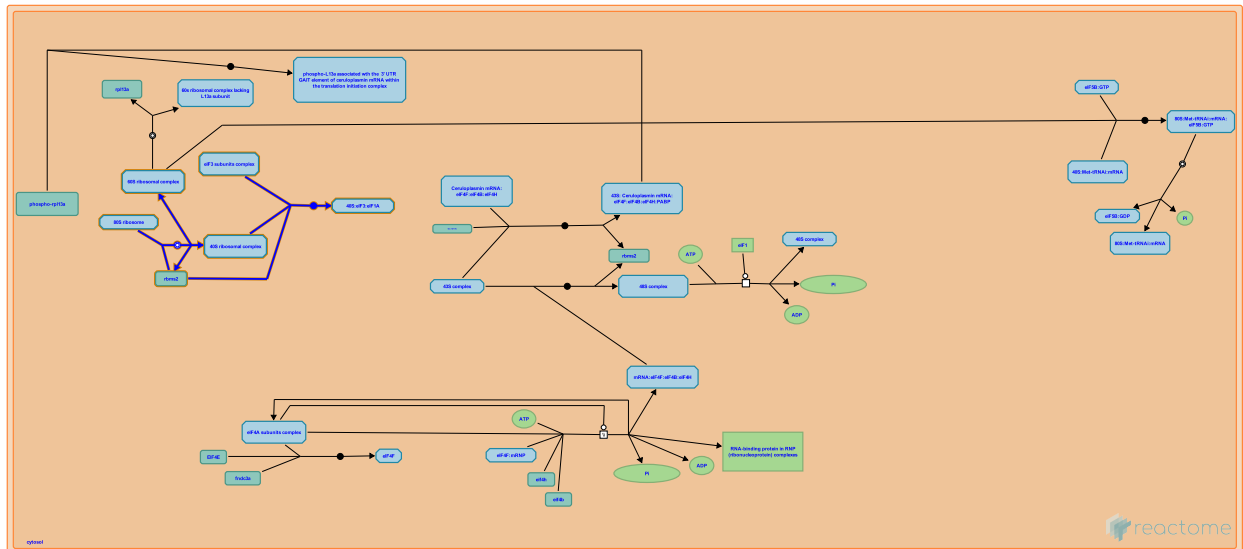 phospho-L13a associated wth the 3' UTR
GAIT element of ceruloplasmin mRNA within
the translation initiation complex
rpl13a
60s ribosomal complex lacking
L13a subunit
eIF5B:GTP
80S:Met-tRNAi:mRNA:
eIF5B:GTP
eIF3 subunits complex
60S ribosomal complex
40S:Met-tRNAi:mRNA
phospho-rpl13a
Ceruloplasmin mRNA:
eIF4F:eIF4B:eIF4H
43S: Ceruloplasmin mRNA:
eIF4F:eIF4B:eIF4H:PABP
40S:eIF3:eIF1A
80S ribosome
eIF5B:GDP
Pi
40S ribosomal complex
eIF1
48S complex
80S:Met-tRNAi:mRNA
ATP
rbms2
rbms2
43S complex
48S complex
Pi
ADP
mRNA:eIF4F:eIF4B:eIF4H
ATP
eIF4A subunits complex
RNA-binding protein in RNP
(ribonucleoprotein) complexes
EIF4E
eIF4F
eIF4F:mRNP
ADP
Pi
fndc3a
eif4h
eif4b
reactome
cytosol